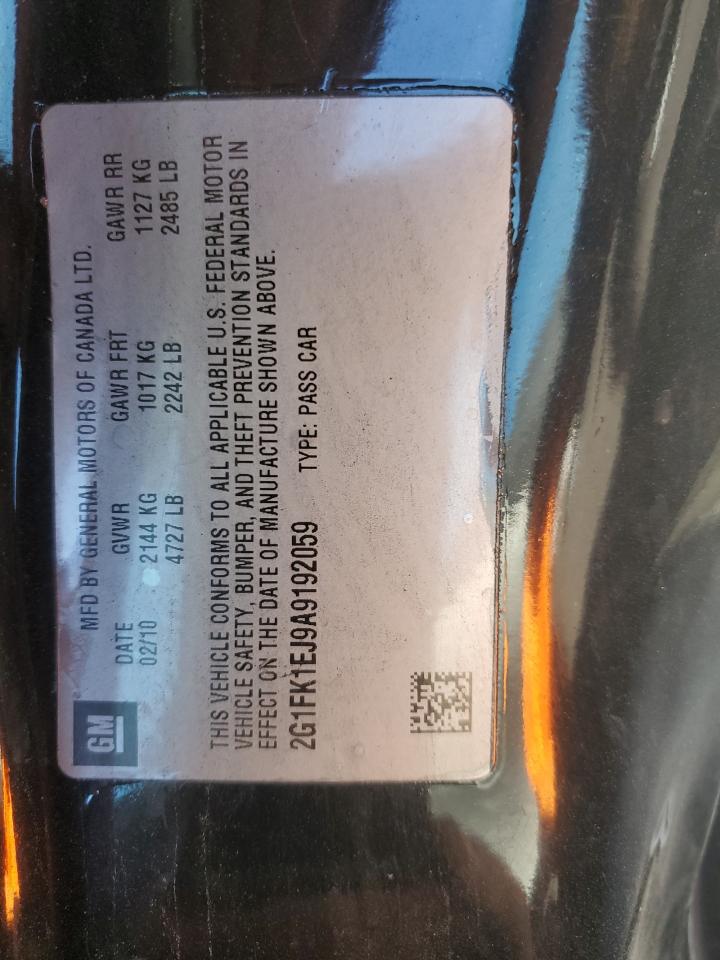 GM
MFD BY GENERAL MOTORS OF CANADA LTD.
DATE GVWR GAWR FRT GAWR RR
02/10 2144 KG 1017 KG 1127 KG
4727 LB 2242 LB 2485 LB
THIS VEHICLE CONFORMS TO ALL APPLICABLE U.S. FEDERAL MOTOR
VEHICLE SAFETY, BUMPER, AND THEFT PREVENTION STANDARDS IN
EFFECT ON THE DATE OF MANUFACTURE SHOWN ABOVE.
2G1FK1EJ9A9192059 TYPE: PASS CAR